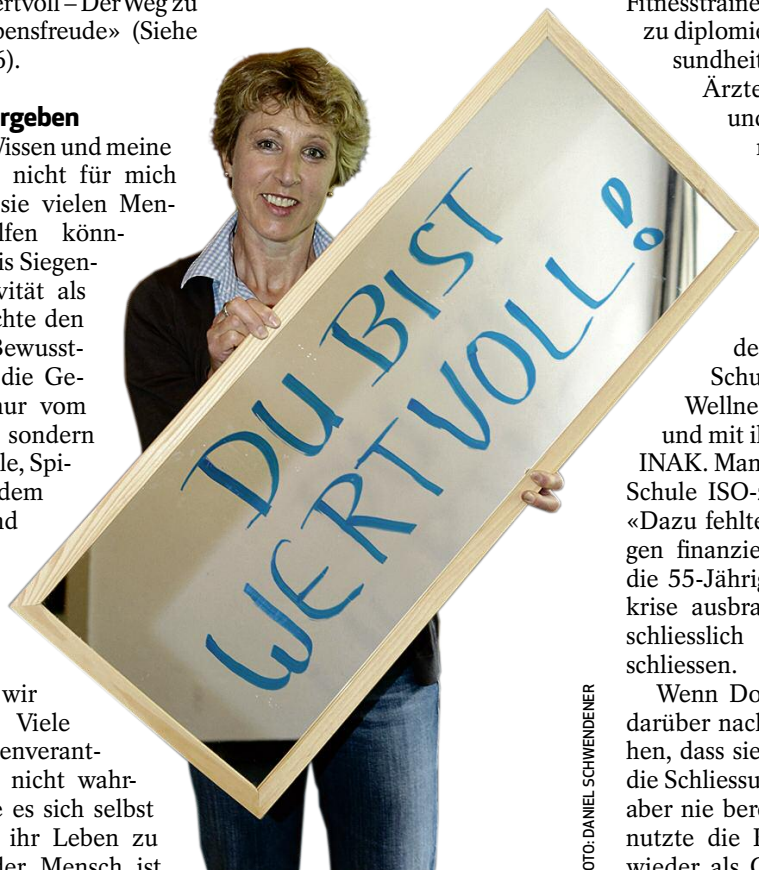 ertvoll – Der Weg zu
bensfreude» (Siehe
6).
rgeben
Wissen und meine
nicht für mich
sie vielen Men-
lfen könn-
is Siegen-
vität als
chte den
Bewusst-
die Ge-
nur vom
sondern
le, Spi-
dem
nd
wir
Viele
enverant-
nicht wahr-
e es sich selbst
ihr Leben zu
der Mensch ist
DU BIST
WERTVOLL!
OTO: DANIEL SCHWENDENER
Fitnesstraine
zu diplomie
sundheit
Ärzte
und
de
Schu
Wellne
und mit ih
INAK. Man
Schule ISO-z
«Dazu fehlte
gen finanzie
die 55-Jährig
krise ausbra
schliesslich
schliessen.
Wenn Do
darüber nach
hen, dass sie
die Schliessu
aber nie bere
nutzte die
wieder als